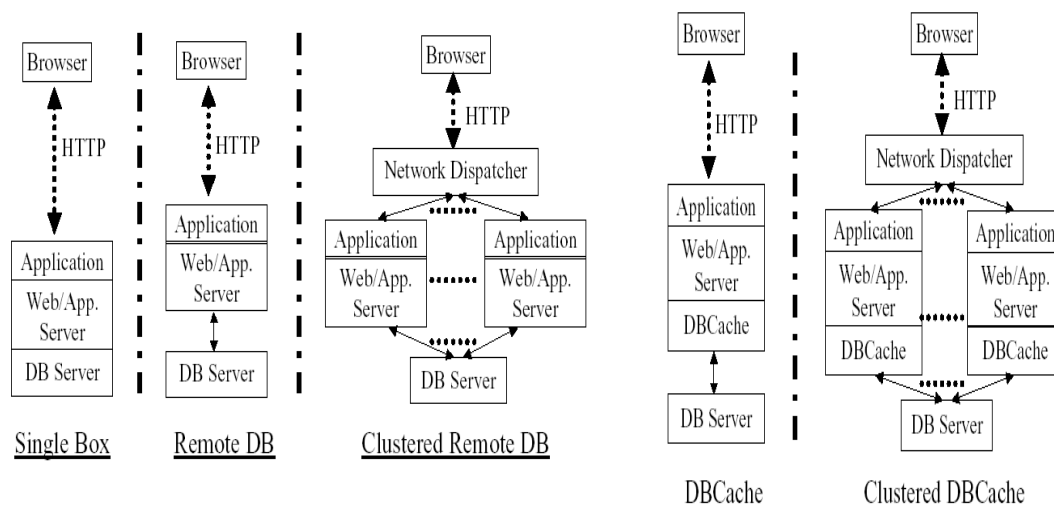 Browser
HTTP
Application
Web/App.
Server
DB Server
Single Box
Browser
HTTP
Application
Web/App.
Server
DB Server
Remote DB
Browser
HTTP
Network Dispatcher
Application
Web/App.
Server
Application
Web/App.
Server
DB Server
Clustered Remote DB
Browser
HTTP
Application
Web/App.
Server
DBCache
DB Server
DBCache
Browser
HTTP
Network Dispatcher
Application
Web/App.
Server
DBCache
Application
Web/App.
Server
DBCache
DB Server
Clustered DBCache